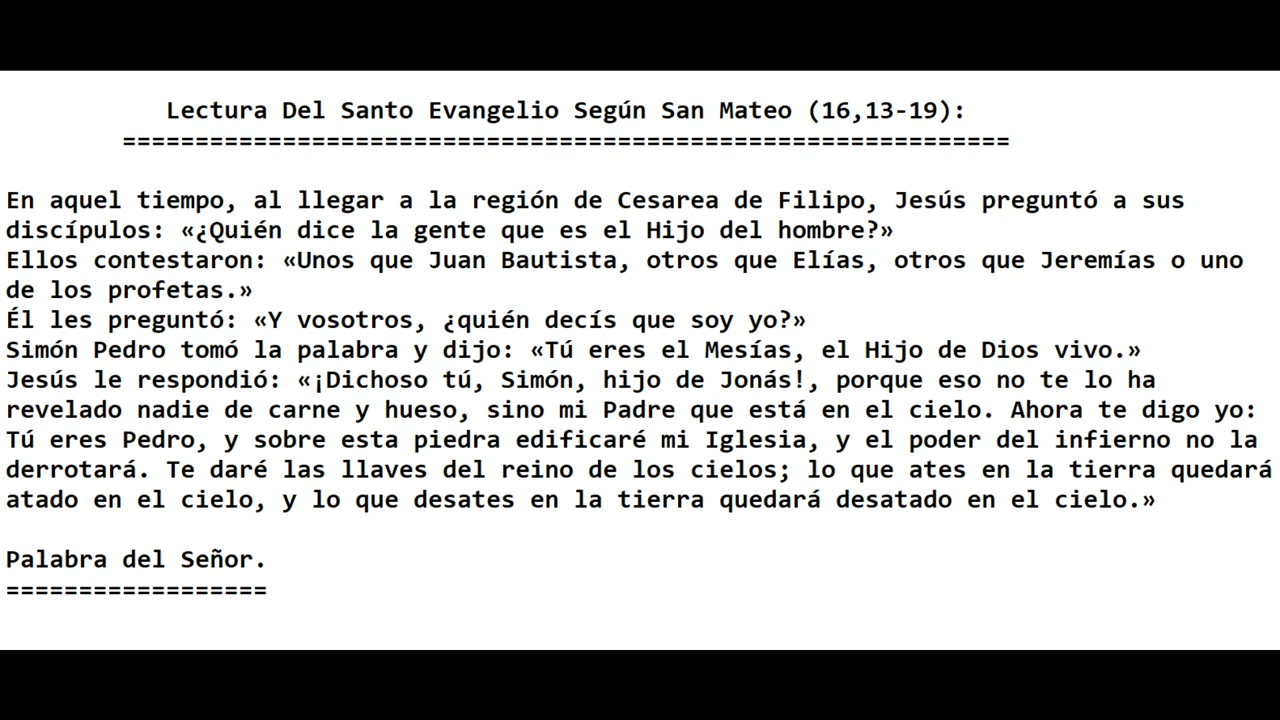 Lectura Del Santo Evangelio Según San Mateo (16,13-19):
=============================================================
En aquel tiempo, al llegar a la región de Cesarea de Filipo, Jesús preguntó a sus
discípulos: «¿Quién dice la gente que es el Hijo del hombre?»
Ellos contestaron: «Unos que Juan Bautista, otros que Elías, otros que Jeremías o uno
de los profetas.»
Él les preguntó: «Y vosotros, ¿quién decís que soy yo?»
Simón Pedro tomó la palabra y dijo: «Tú eres el Mesías, el Hijo de Dios vivo.»
Jesús le respondió: «¡Dichoso tú, Simón, hijo de Jonás!, porque eso no te lo ha
revelado nadie de carne y hueso, sino mi Padre que está en el cielo. Ahora te digo yo:
Tú eres Pedro, y sobre esta piedra edificaré mi Iglesia, y el poder del infierno no la
derrotará. Te daré las llaves del reino de los cielos; lo que ates en la tierra quedará
atado en el cielo, y lo que desates en la tierra quedará desatado en el cielo.»
Palabra del Señor.
==================